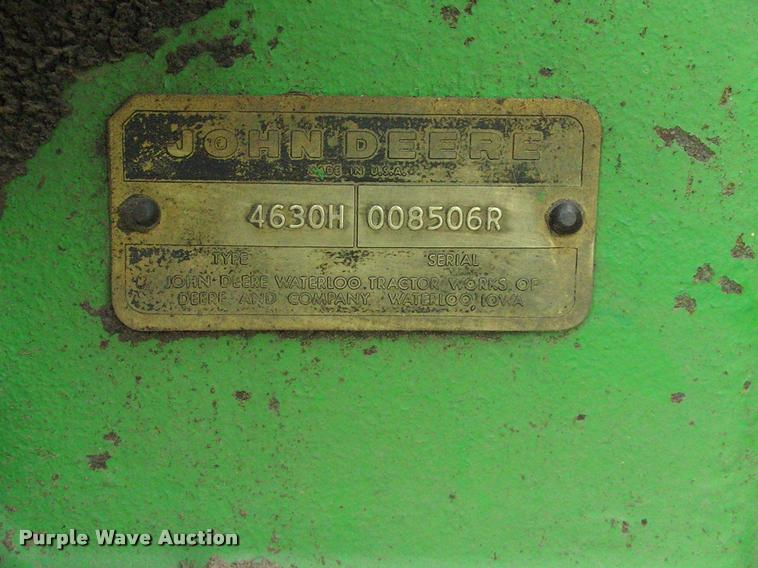 JOHN DEERE
MADE IN U.S.A.
4630H 008506R
TYPE SERIAL
JOHN DEERE WATERLOO TRACTOR WORKS OF
DEERE AND COMPANY WATERLOO, IOWA
Purple Wave Auction